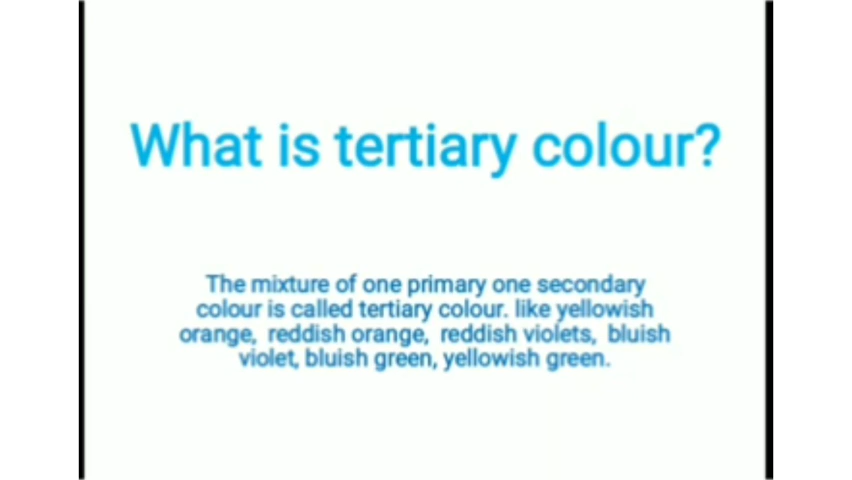 What is tertiary colour?
The mixture of one primary one secondary
colour is called tertiary colour. like yellowish
orange, reddish orange, reddish violets, bluish
violet, bluish green, yellowish green.